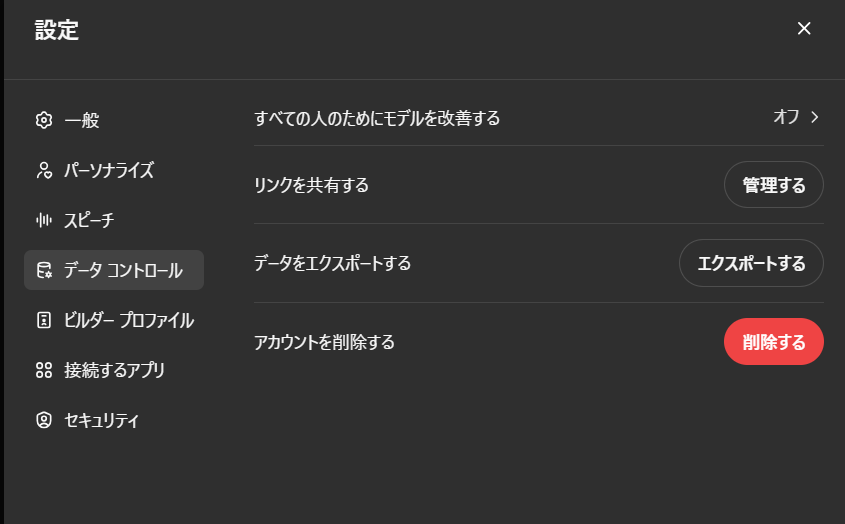 設定
一般
パーソナライズ
スピーチ
データ コントロール
ビルダー プロファイル
接続するアプリ
セキュリティ
すべての人のためにモデルを改善する
オフ
リンクを共有する
管理する
データをエクスポートする
エクスポートする
アカウントを削除する
削除する